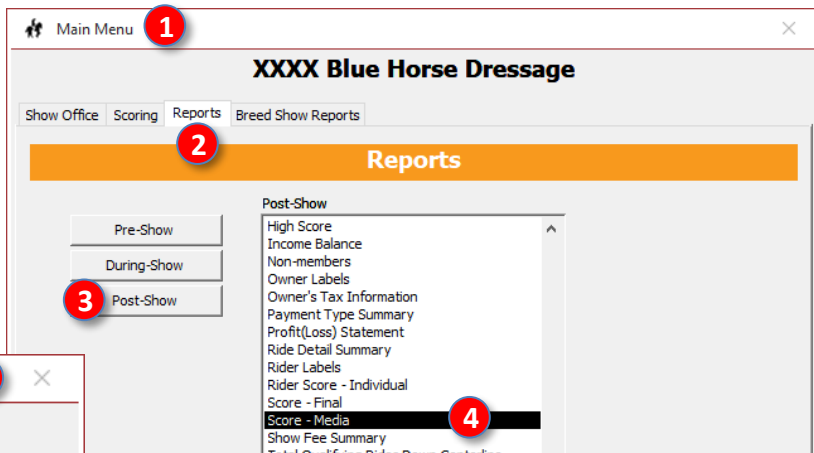 Main Menu 1
XXXX Blue Horse Dressage
Show Office Scoring Reports Breed Show Reports
2
Reports
Post-Show
Pre-Show
During-Show
3 Post-Show
High Score
Income Balance
Non-members
Owner Labels
Owner's Tax Information
Payment Type Summary
Profit(Loss) Statement
Ride Detail Summary
Rider Labels
Rider Score - Individual
Score - Final
Score - Media 4
Show Fee Summary